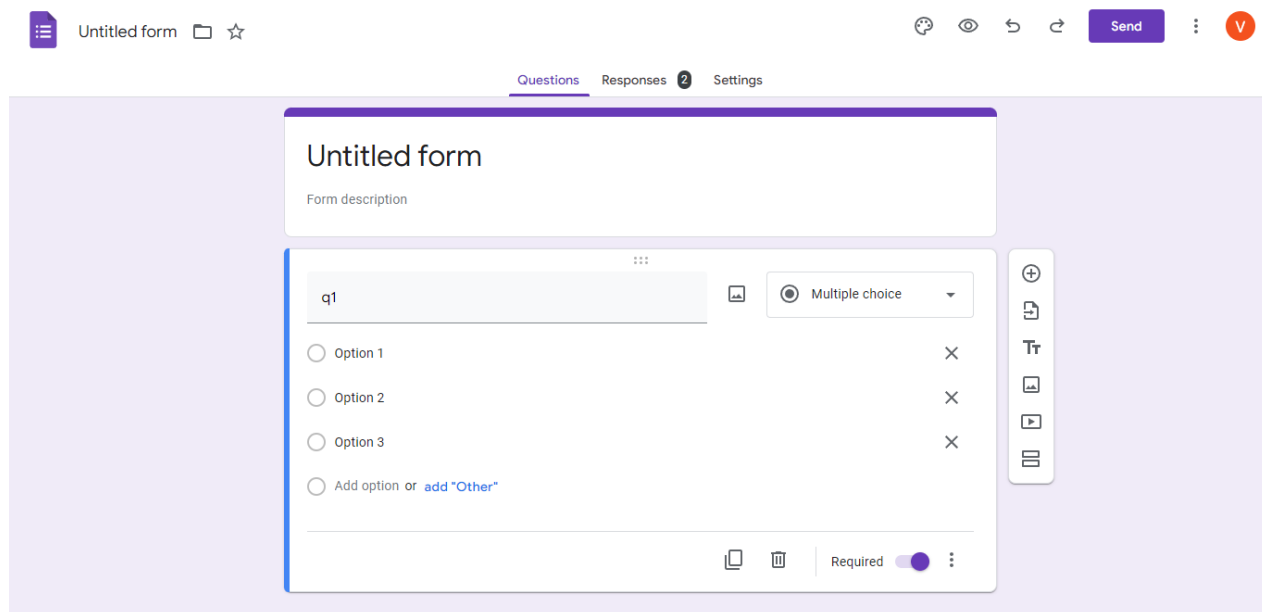 Untitled form
Send
V
Questions Responses 2 Settings
Untitled form
Form description
q1
Multiple choice
Option 1
Option 2
Option 3
Add option or add "Other"
Required